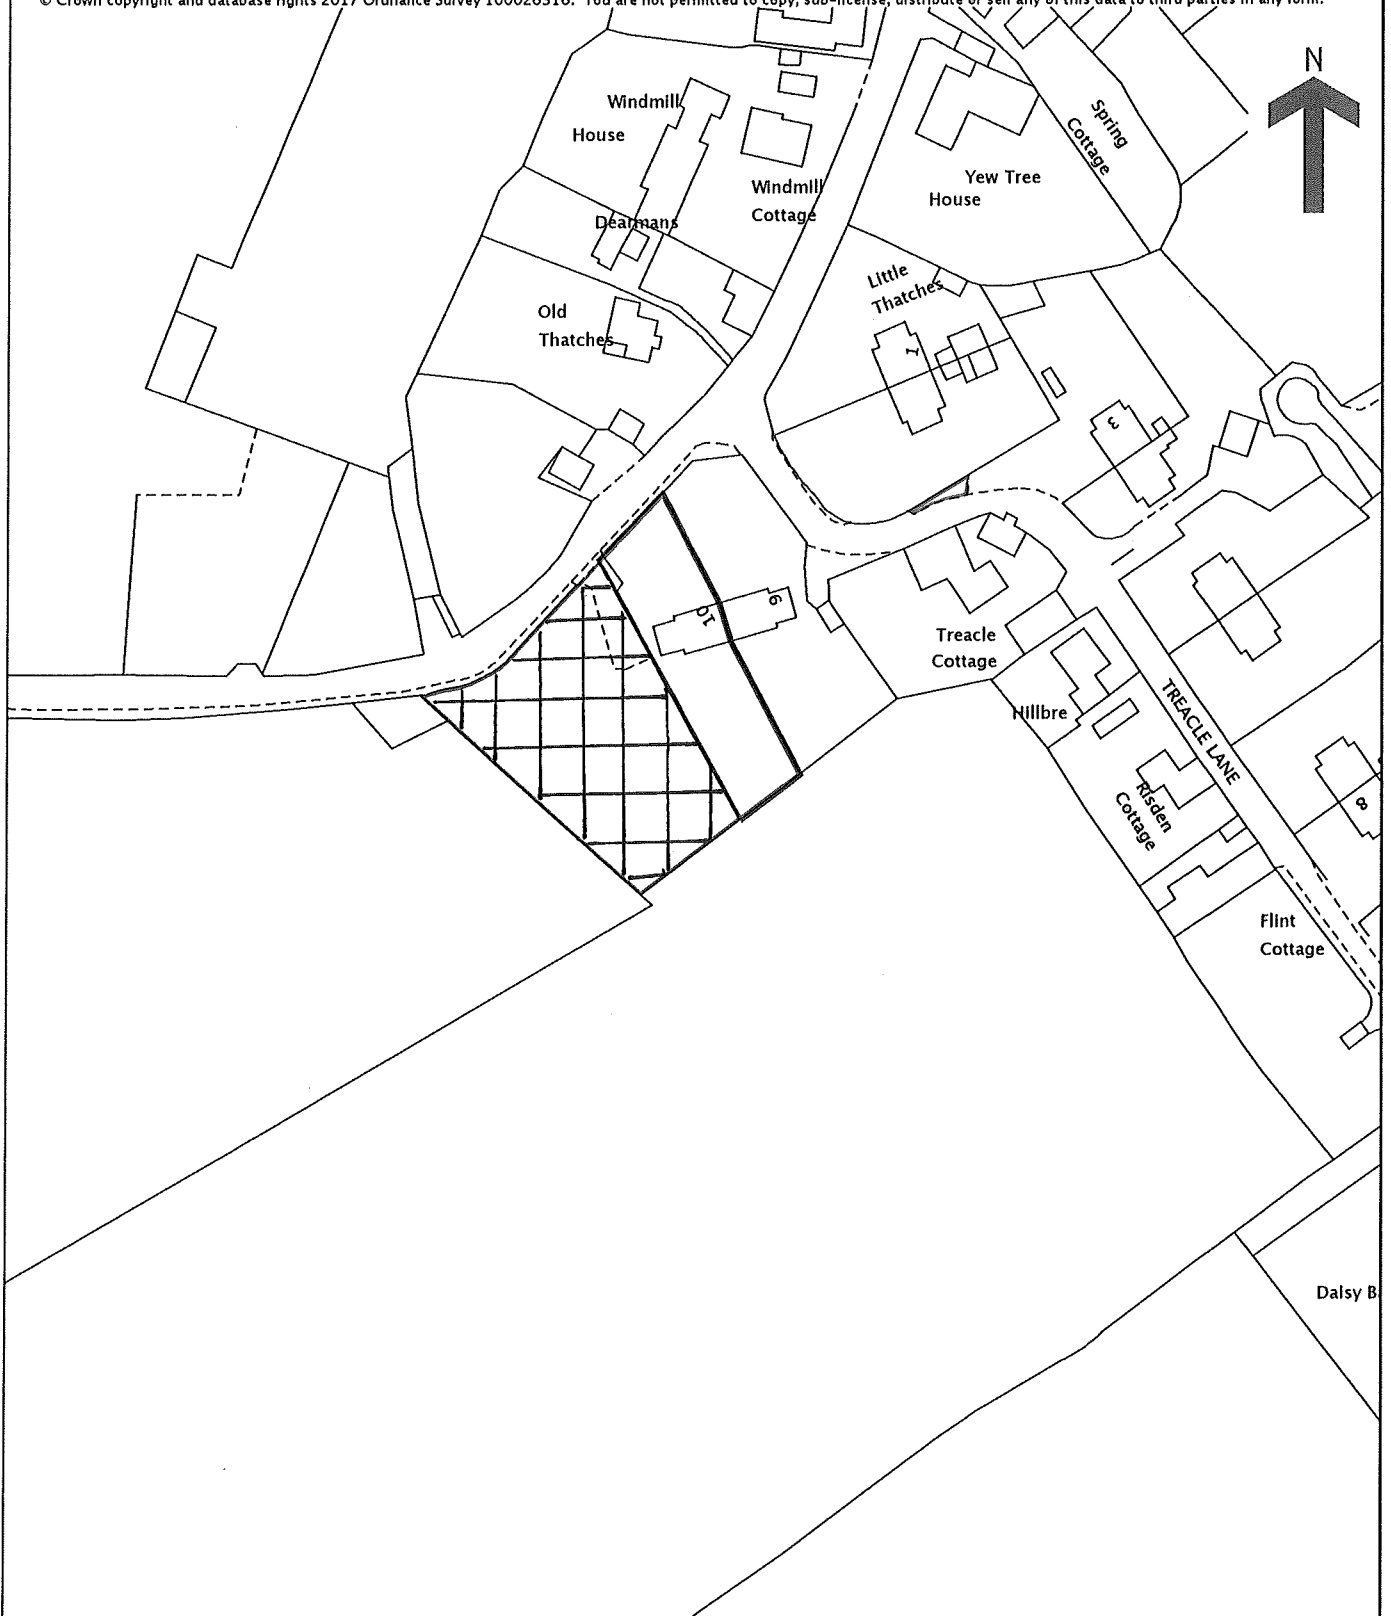 © Crown copyright and database rights 2017 Ordnance Survey 100026316. You are not permitted to copy, sub-license, distribute or sell any of this data to third parties in any form.
N
Windmill
House
Spring
Cottage
Windmill
Cottage
Yew Tree
House
Dearmans
Little
Thatches
Old
Thatches
1
3
9
10
Treacle
Cottage
Hillbre
TREACLE LANE
Risden
Cottage
8
Flint
Cottage
Daisy B